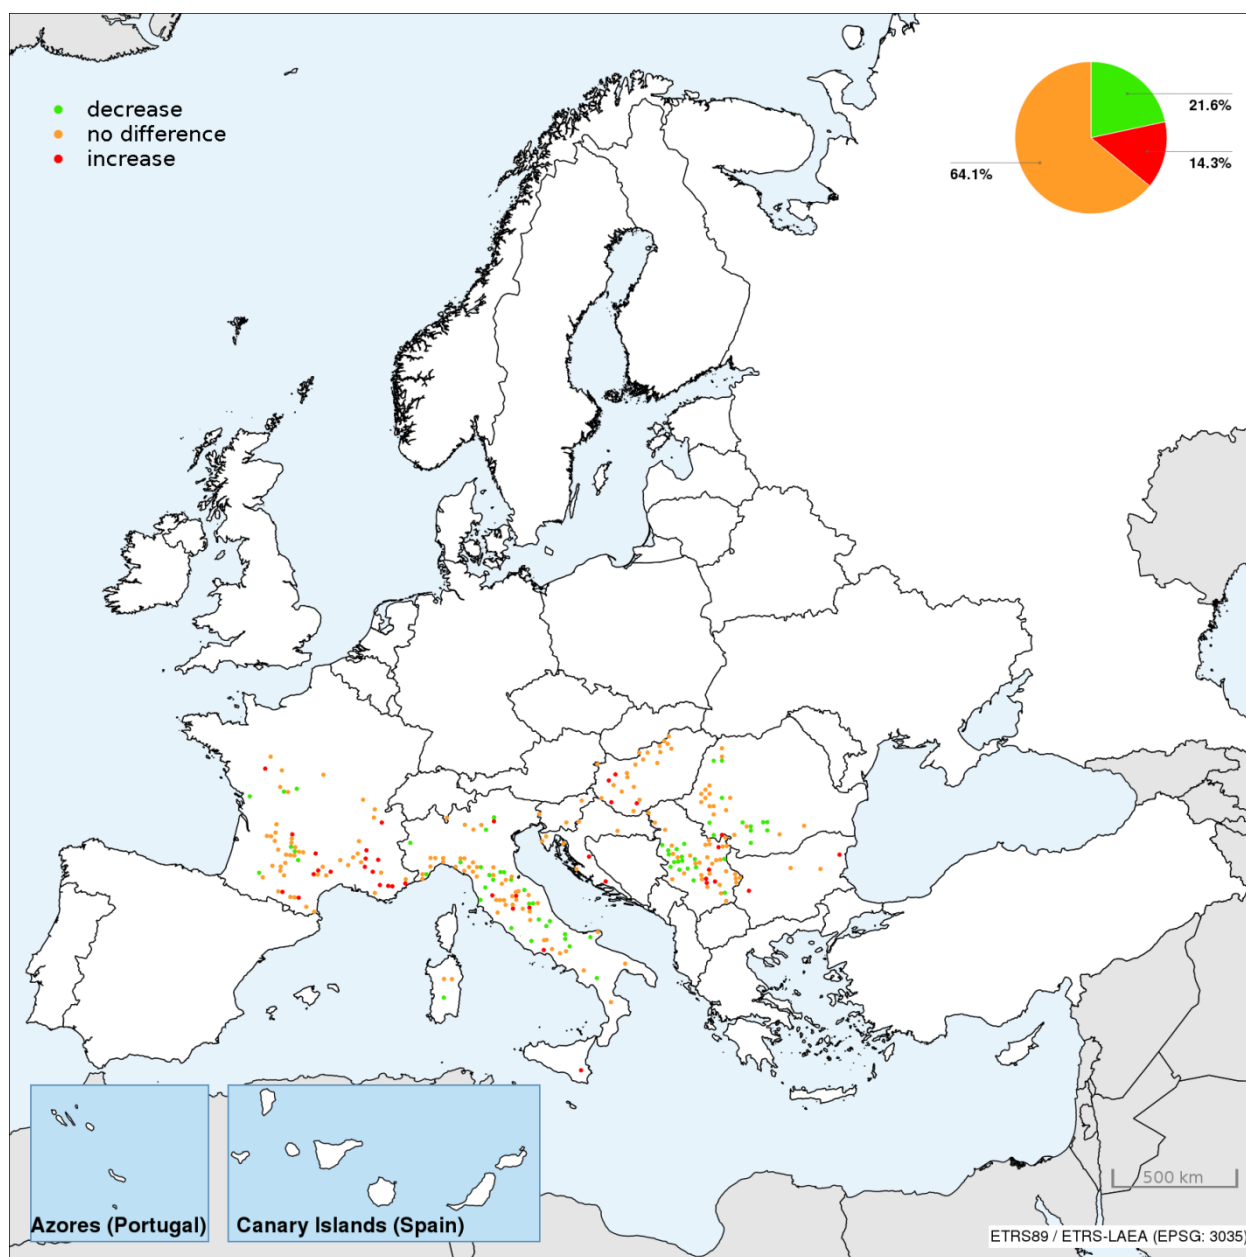 decrease
no difference
increase
21.6%
14.3%
64.1%
500 km
Azores (Portugal)
Canary Islands (Spain)
ETRS89 / ETRS-LAEA (EPSG: 3035)